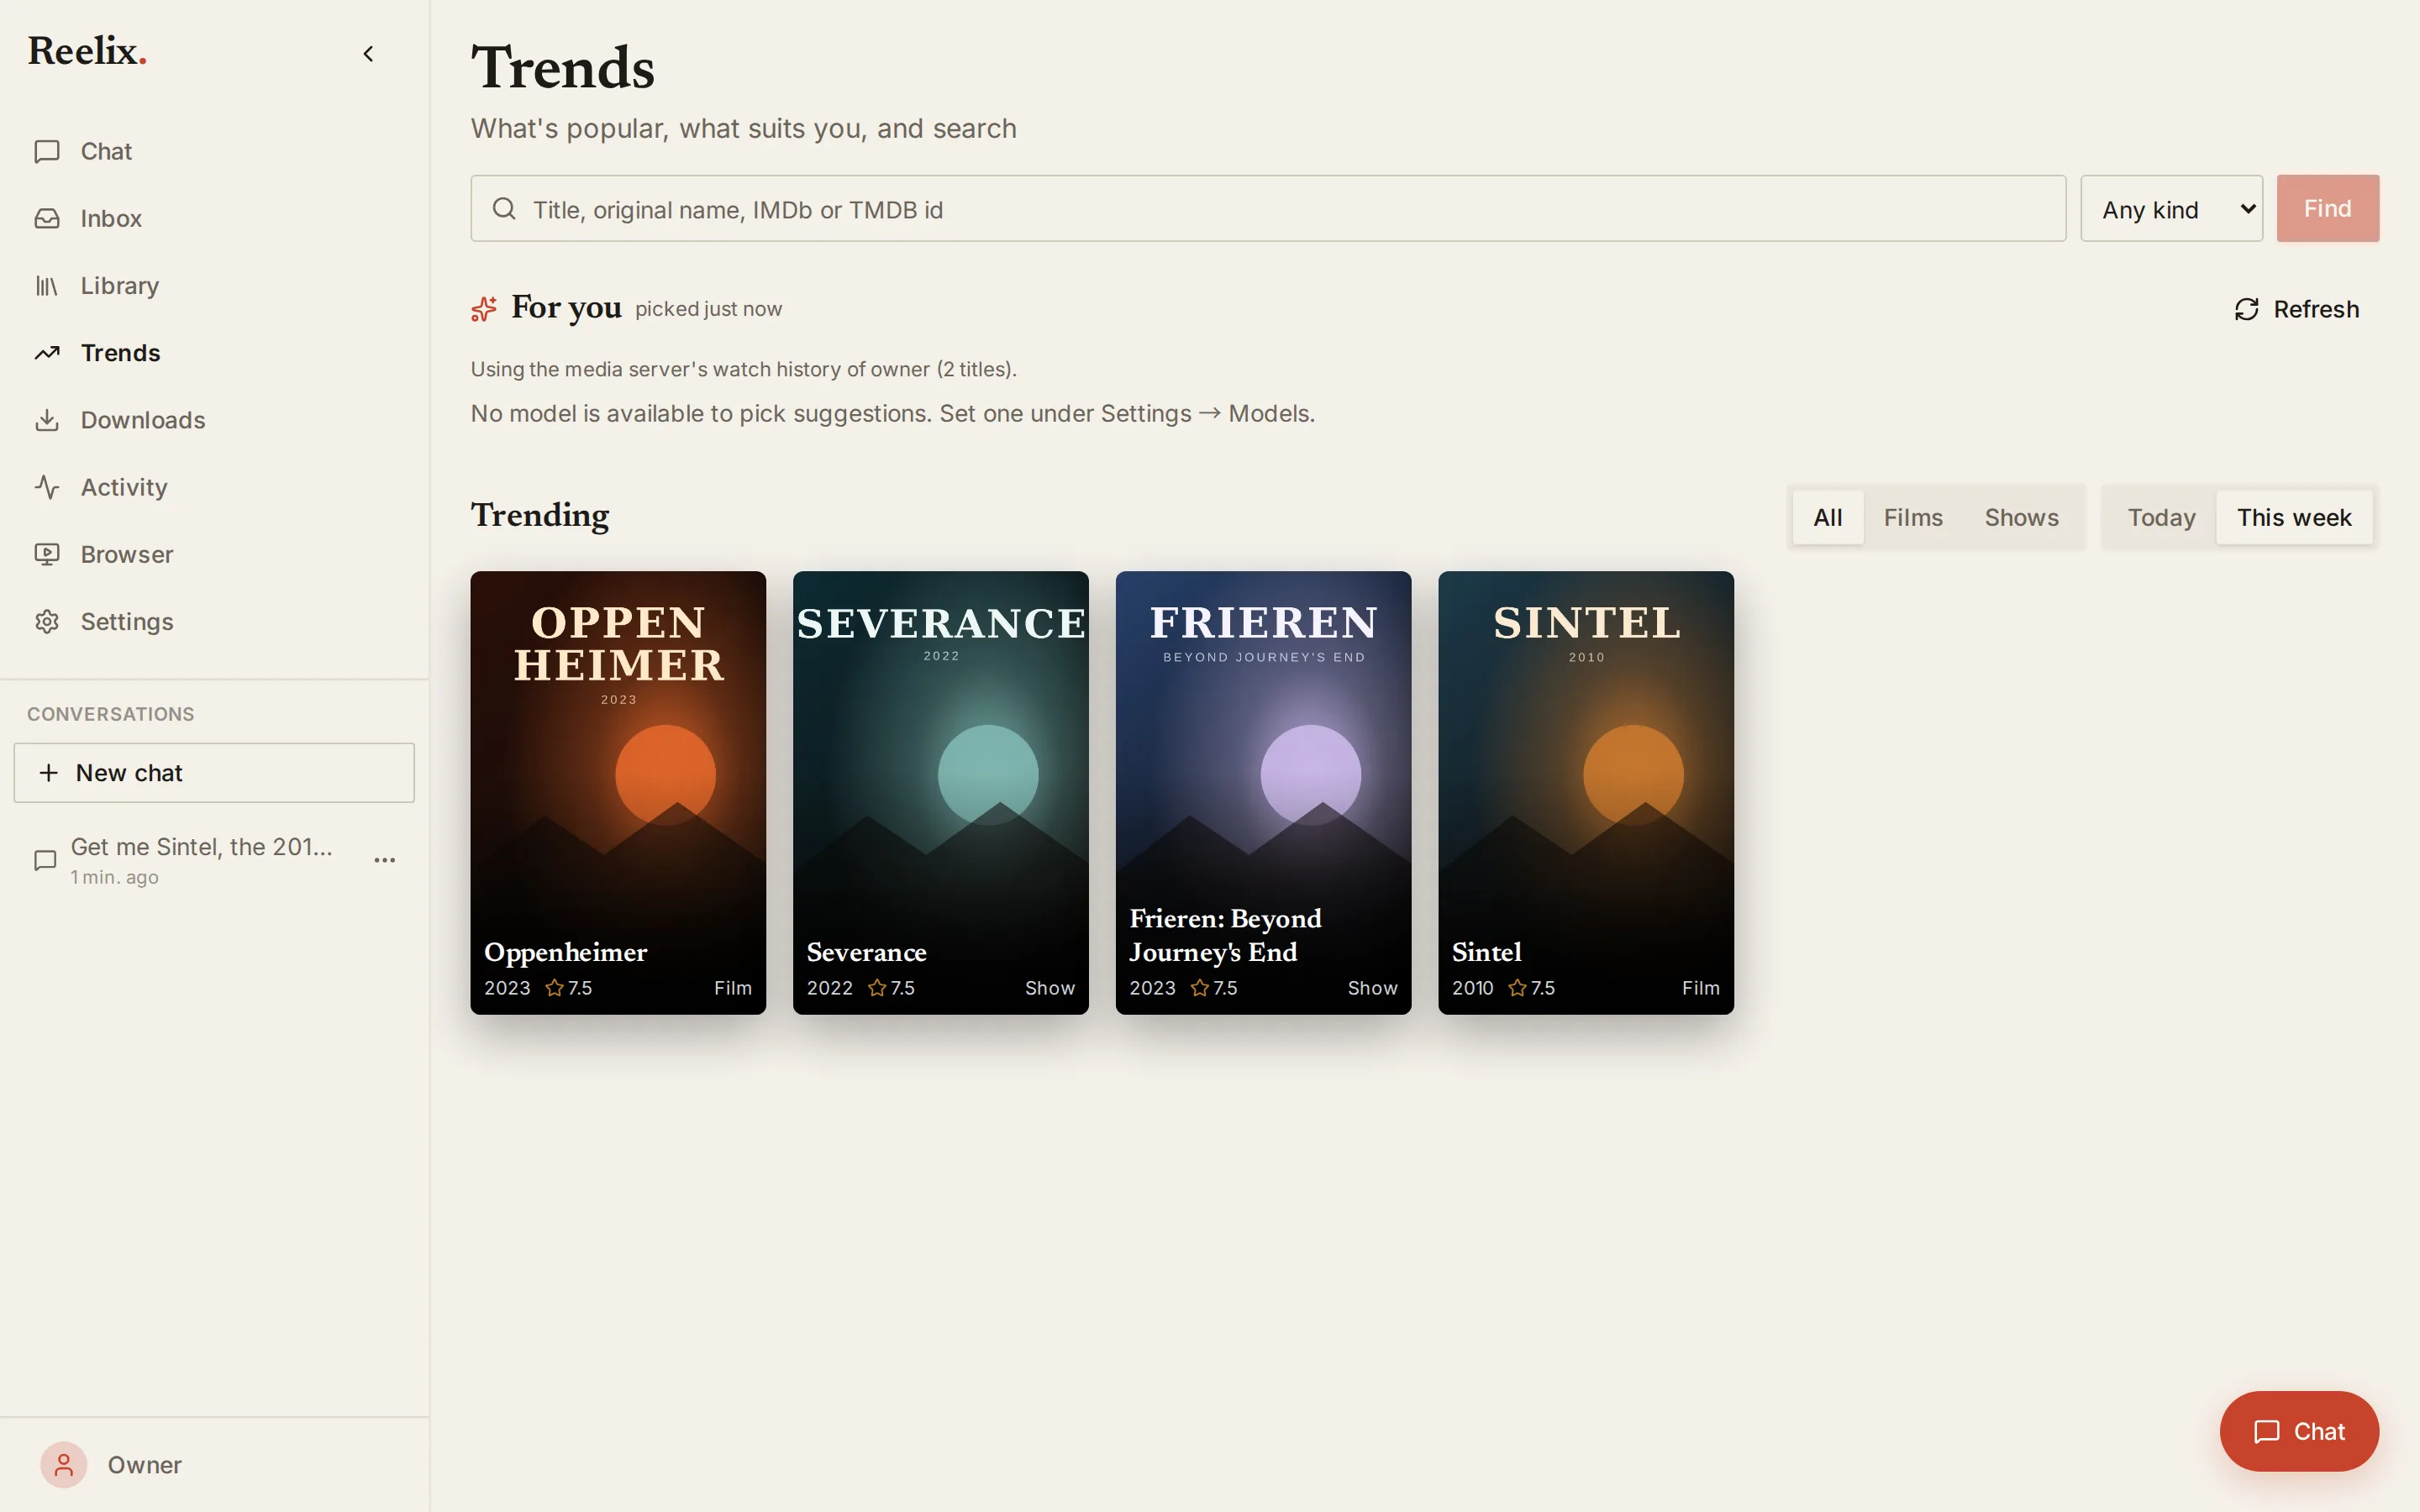 Reelix.
Chat
Inbox
Library
Trends
Downloads
Activity
Browser
Settings
CONVERSATIONS
New chat
Get me Sintel, the 201...
1 min. ago
Owner
Trends
What's popular, what suits you, and search
Title, original name, IMDb or TMDB id
Any kind
Find
For you picked just now
Refresh
Using the media server's watch history of owner (2 titles).
No model is available to pick suggestions. Set one under Settings → Models.
Trending
All Films Shows
Today This week
OPPEN
HEIMER
2023
Oppenheimer
2023 7.5 Film
SEVERANCE
2022
Severance
2022 7.5 Show
FRIEREN
BEYOND JOURNEY'S END
Frieren: Beyond
Journey's End
2023 7.5 Show
SINTEL
2010
Sintel
2010 7.5 Film
Chat